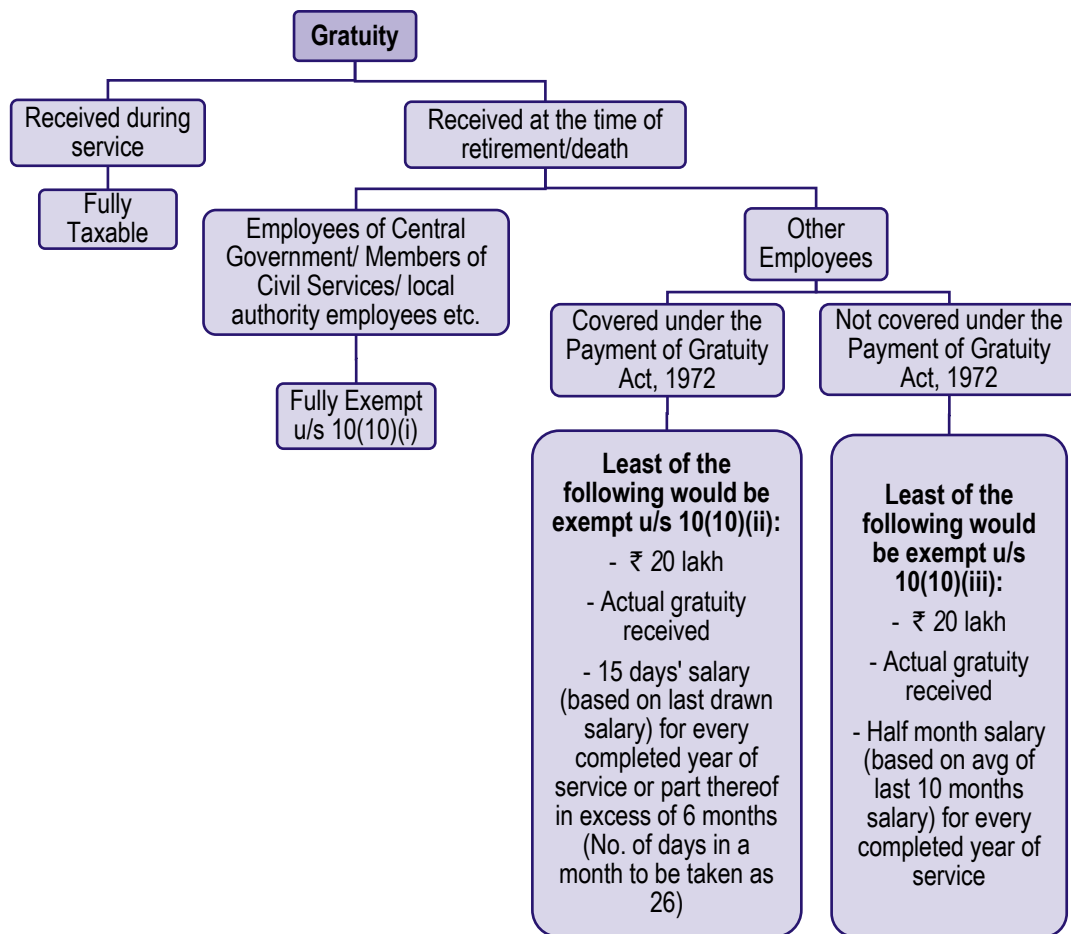 Gratuity
Received during
service
Received at the time of
retirement/death
Fully
Taxable
Employees of Central
Government/ Members of
Civil Services/ local
authority employees etc.
Other
Employees
Fully Exempt
u/s 10(10)(i)
Covered under the
Payment of Gratuity
Act, 1972
Not covered under the
Payment of Gratuity
Act, 1972
Least of the
following would be
exempt u/s 10(10)(ii):
- ₹ 20 lakh
- Actual gratuity
received
- 15 days' salary
(based on last drawn
salary) for every
completed year of
service or part thereof
in excess of 6 months
(No. of days in a
month to be taken as
26)
Least of the
following would
be exempt u/s
10(10)(iii):
- ₹ 20 lakh
- Actual gratuity
received
- Half month salary
(based on avg of
last 10 months
salary) for every
completed year of
service